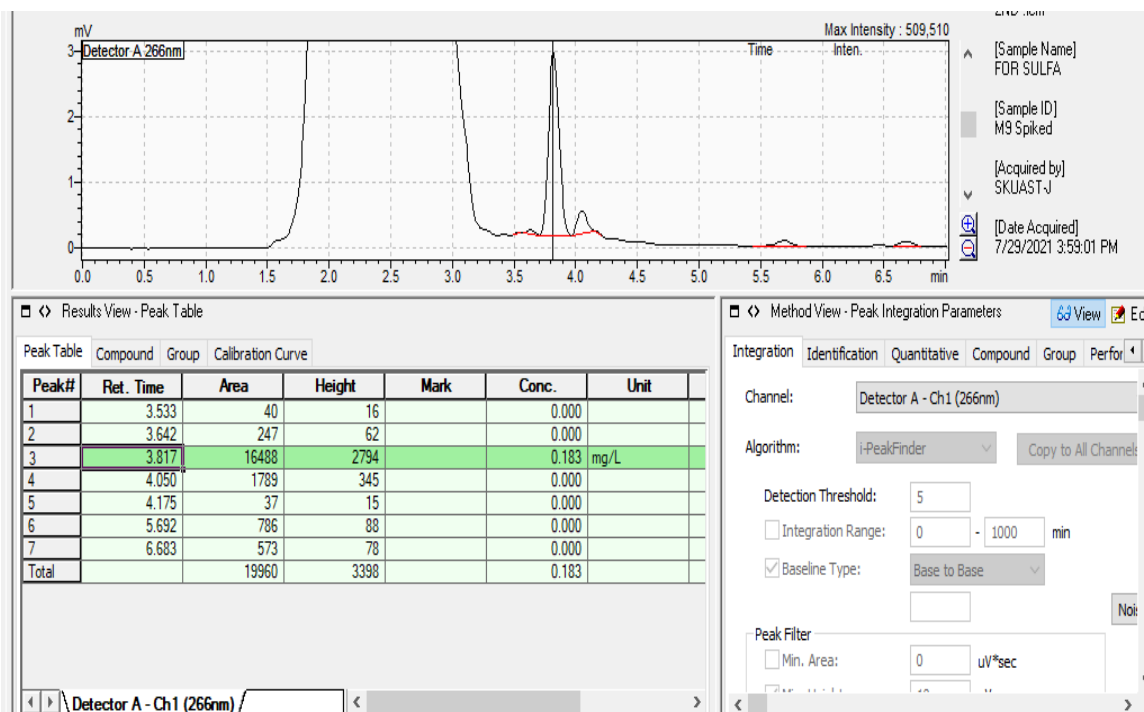 mV
Max Intensity : 509,510
Detector A 266nm
Time Inten.
3
2
1
0
0.0 0.5 1.0 1.5 2.0 2.5 3.0 3.5 4.0 4.5 5.0 5.5 6.0 6.5 min
[Sample Name]
FOR SULFA
[Sample ID]
M9 Spiked
[Acquired by]
SKUAST-J
[Date Acquired]
7/29/2021 3:59:01 PM
Results View - Peak Table
Peak Table Compound Group Calibration Curve
Peak# Ret. Time Area Height Mark Conc. Unit
1 3.533 40 16 0.000
2 3.642 247 62 0.000
3 3.817 16488 2794 0.183 mg/L
4 4.050 1789 345 0.000
5 4.175 37 15 0.000
6 5.692 786 88 0.000
7 6.683 573 78 0.000
Total 19960 3398 0.183
Detector A - Ch1 (266nm)
Method View - Peak Integration Parameters View Ed
Integration Identification Quantitative Compound Group Perfor
Channel: Detector A - Ch1 (266nm)
Algorithm: i-PeakFinder Copy to All Channels
Detection Threshold: 5
Integration Range: 0 - 1000 min
Baseline Type: Base to Base
Nois
Peak Filter
Min. Area: 0 uV*sec